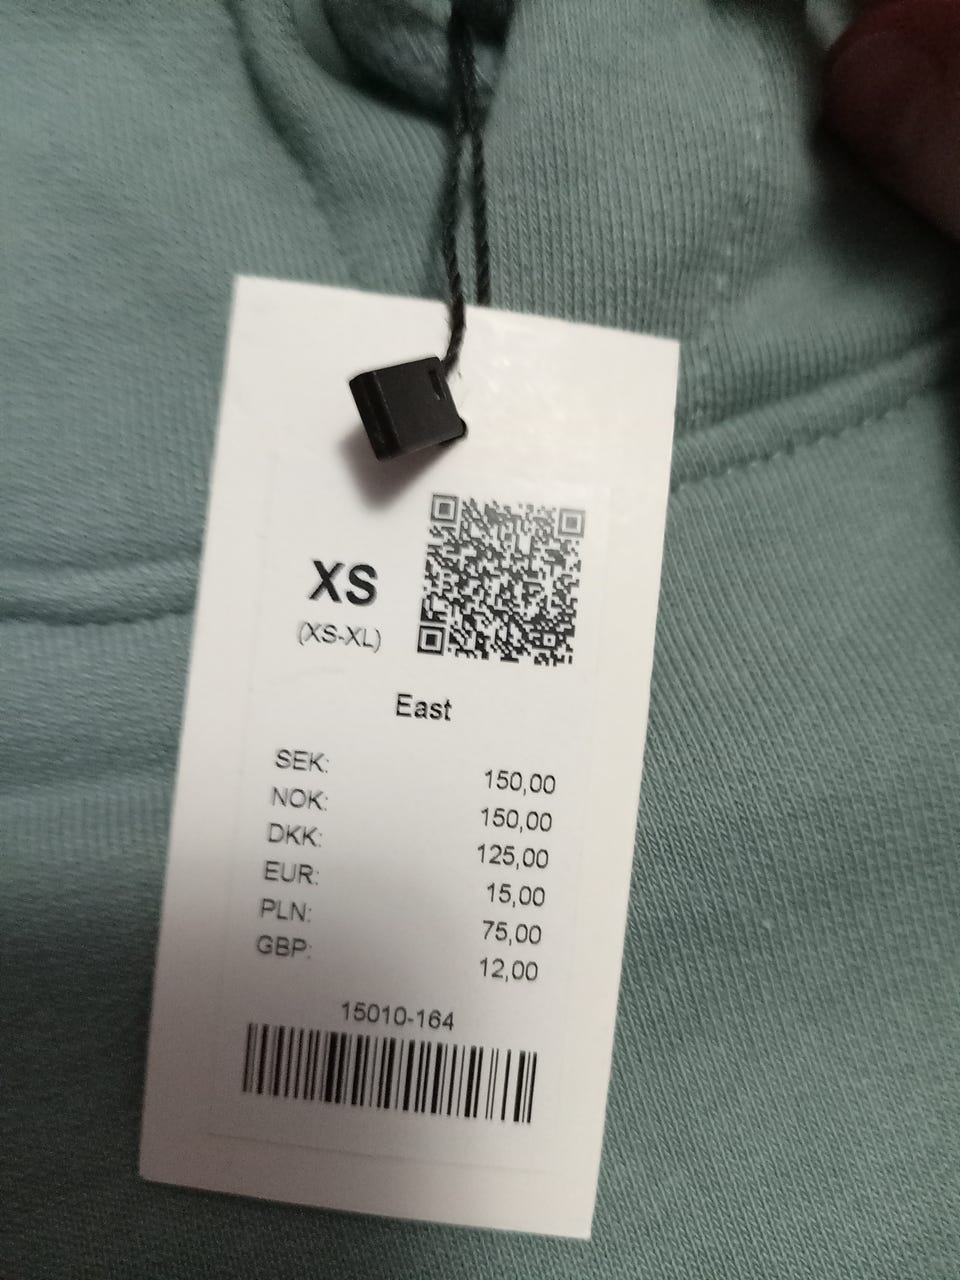 XS
(XS-XL)
East
SEK: 150,00
NOK: 150,00
DKK: 125,00
EUR: 15,00
PLN: 75,00
GBP: 12,00
15010-164